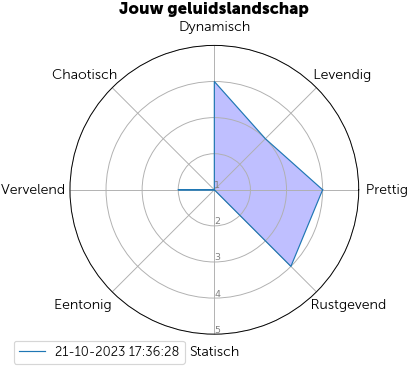 Jouw geluidslandschap
Dynamisch
Chaotisch
Levendig
Vervelend
1
Prettig
2
3
4
Eentonig
Rustgevend
5
21-10-2023 17:36:28
Statisch